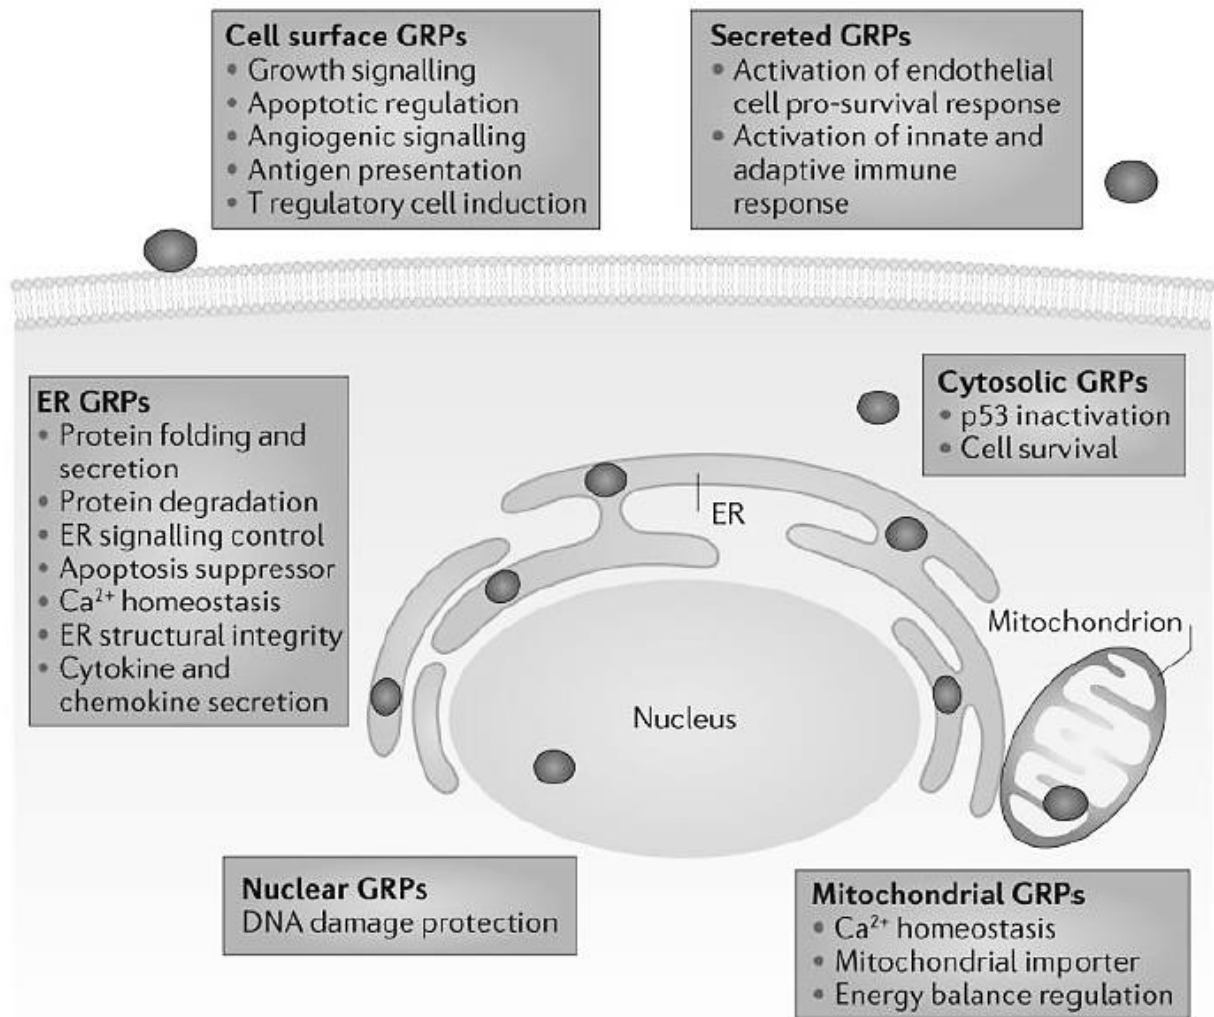 Cell surface GRPs
• Growth signalling
• Apoptotic regulation
• Angiogenic signalling
• Antigen presentation
• T regulatory cell induction
Secreted GRPs
• Activation of endothelial
cell pro-survival response
• Activation of innate and
adaptive immune
response
ER GRPs
• Protein folding and
secretion
• Protein degradation
• ER signalling control
• Apoptosis suppressor
• Ca²⁺ homeostasis
• ER structural integrity
• Cytokine and
chemokine secretion
Cytosolic GRPs
• p53 inactivation
• Cell survival
ER
Mitochondrion
Nucleus
Nuclear GRPs
DNA damage protection
Mitochondrial GRPs
• Ca²⁺ homeostasis
• Mitochondrial importer
• Energy balance regulation